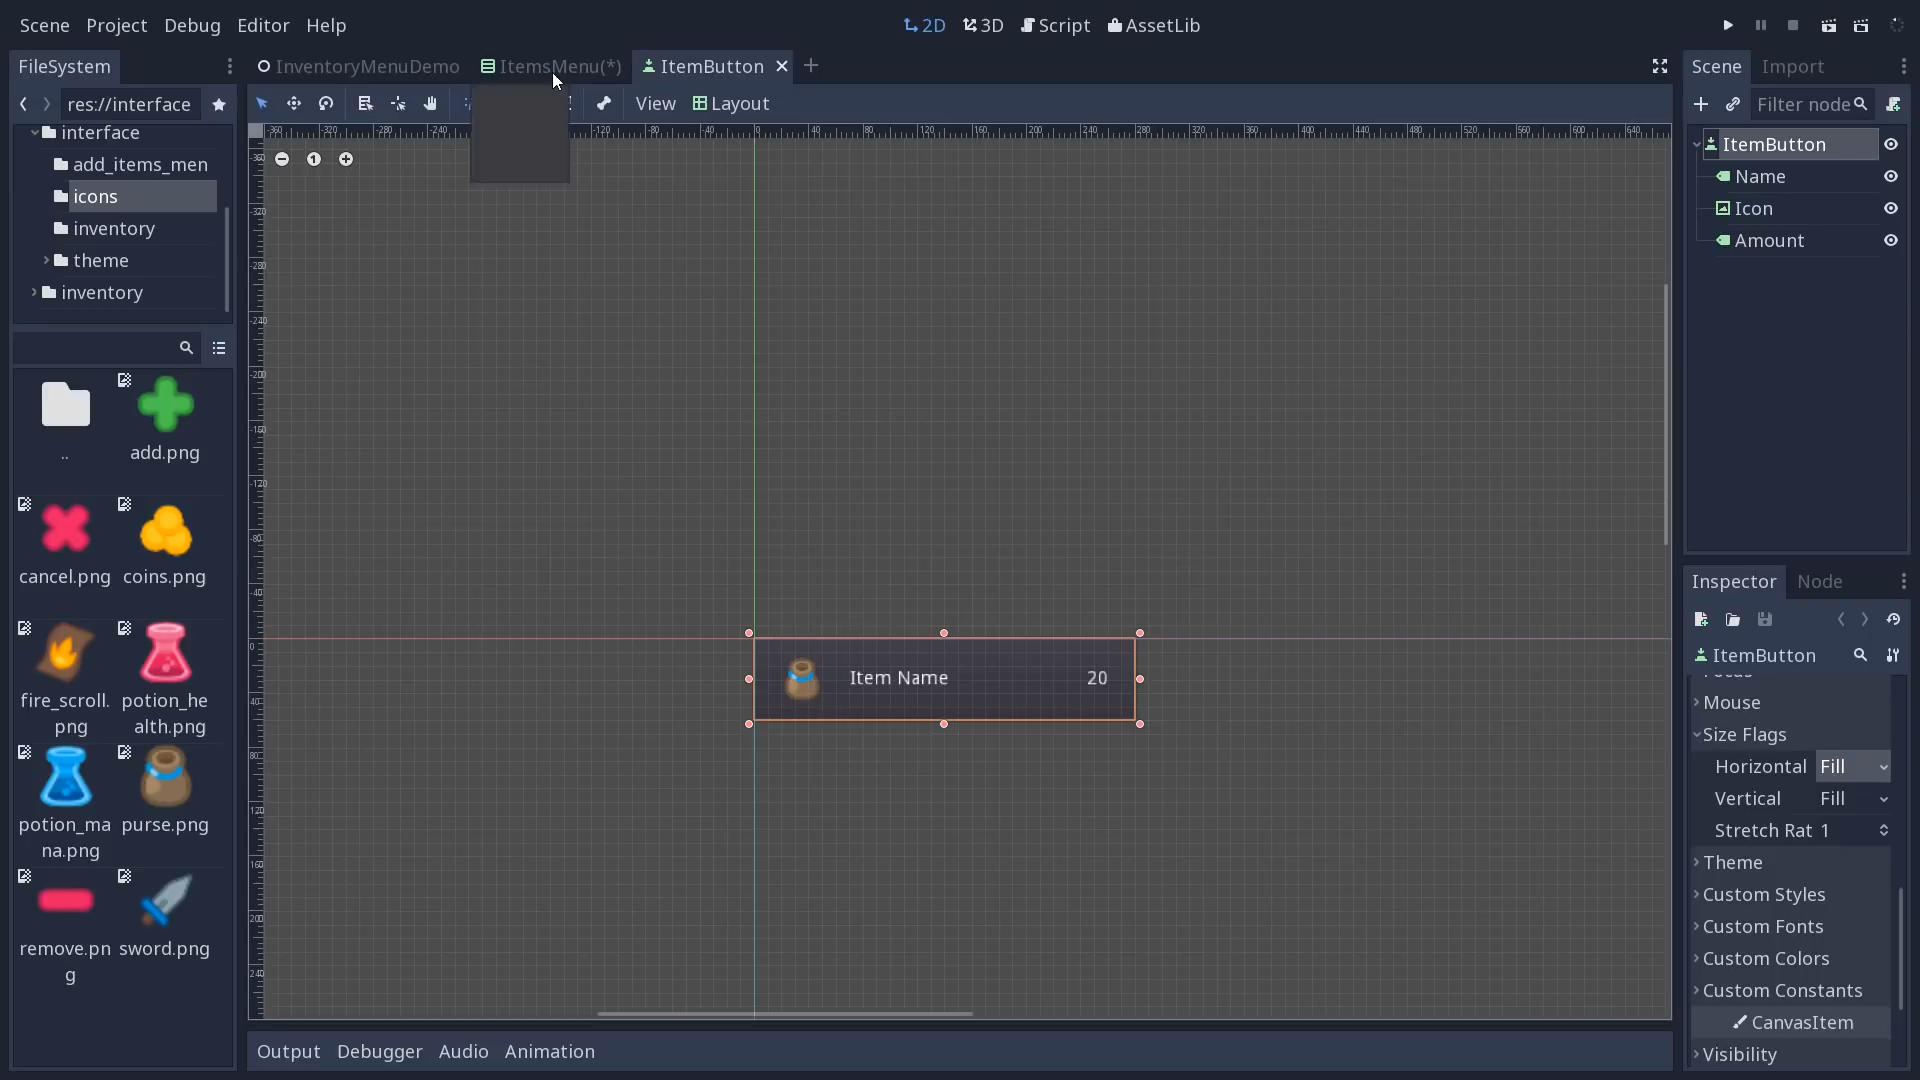 Scene Project Debug Editor Help
2D 3D Script AssetLib
FileSystem
InventoryMenuDemo ItemsMenu(*) ItemButton
Scene Import
res://interface
View Layout
Filter node
interface
add_items_men
icons
inventory
theme
inventory
..
add.png
cancel.png
coins.png
fire_scroll.
png
potion_he
alth.png
potion_ma
na.png
purse.png
remove.pn
g
sword.png
Item Name 20
ItemButton
Name
Icon
Amount
Inspector Node
ItemButton
Mouse
Size Flags
Horizontal Fill
Vertical Fill
Stretch Rat 1
Theme
Custom Styles
Custom Fonts
Custom Colors
Custom Constants
CanvasItem
Visibility
Output Debugger Audio Animation